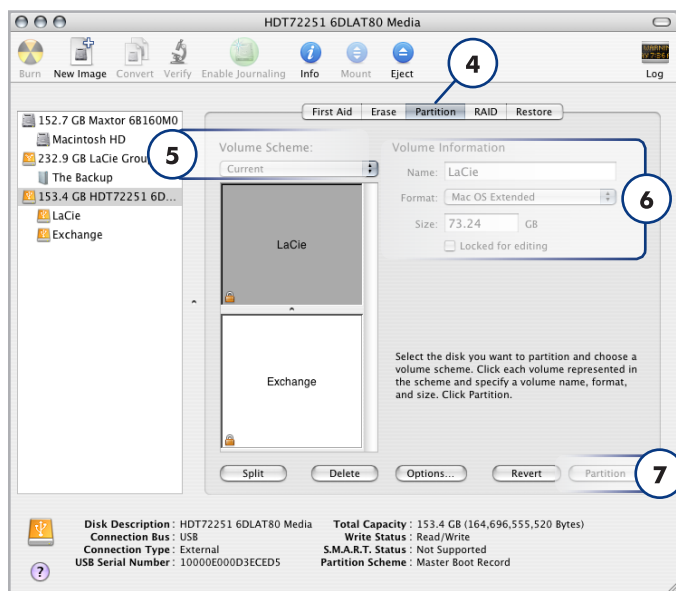 HDT72251 6DLAT80 Media
Burn New Image Convert Verify Enable Journaling Info Mount Eject Log
4
First Aid Erase Partition RAID Restore
152.7 GB Maxtor 6B160M0
Macintosh HD
232.9 GB LaCie Grou
The Backup
153.4 GB HDT72251 6D...
LaCie
Exchange
5
Volume Scheme:
Current
LaCie
Exchange
Volume Information
Name: LaCie
Format: Mac OS Extended
Size: 73.24 GB
Locked for editing
6
Select the disk you want to partition and choose a
volume scheme. Click each volume represented in
the scheme and specify a volume name, format,
and size. Click Partition.
Split Delete Options... Revert Partition
7
Disk Description : HDT72251 6DLAT80 Media
Connection Bus : USB
Connection Type : External
USB Serial Number : 10000E000D3ECED5
Total Capacity : 153.4 GB (164,696,555,520 Bytes)
Write Status : Read/Write
S.M.A.R.T. Status : Not Supported
Partition Scheme : Master Boot Record
?